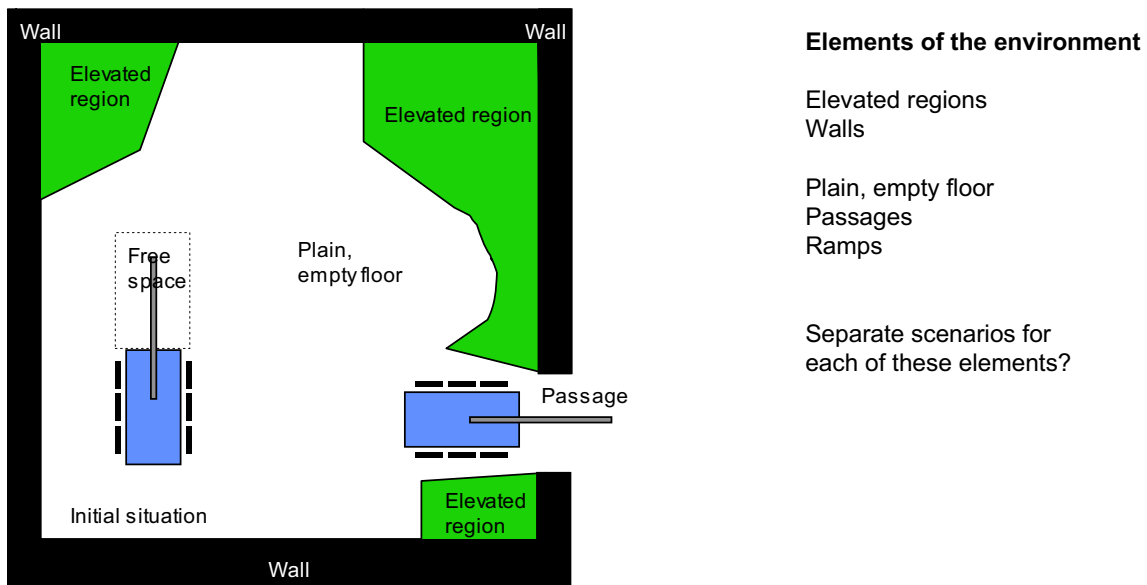 Wall
Wall
Elevated
region
Elevated region
Free
space
Plain,
empty floor
Passage
Initial situation
Elevated
region
Wall
Elements of the environment
Elevated regions
Walls
Plain, empty floor
Passages
Ramps
Separate scenarios for
each of these elements?